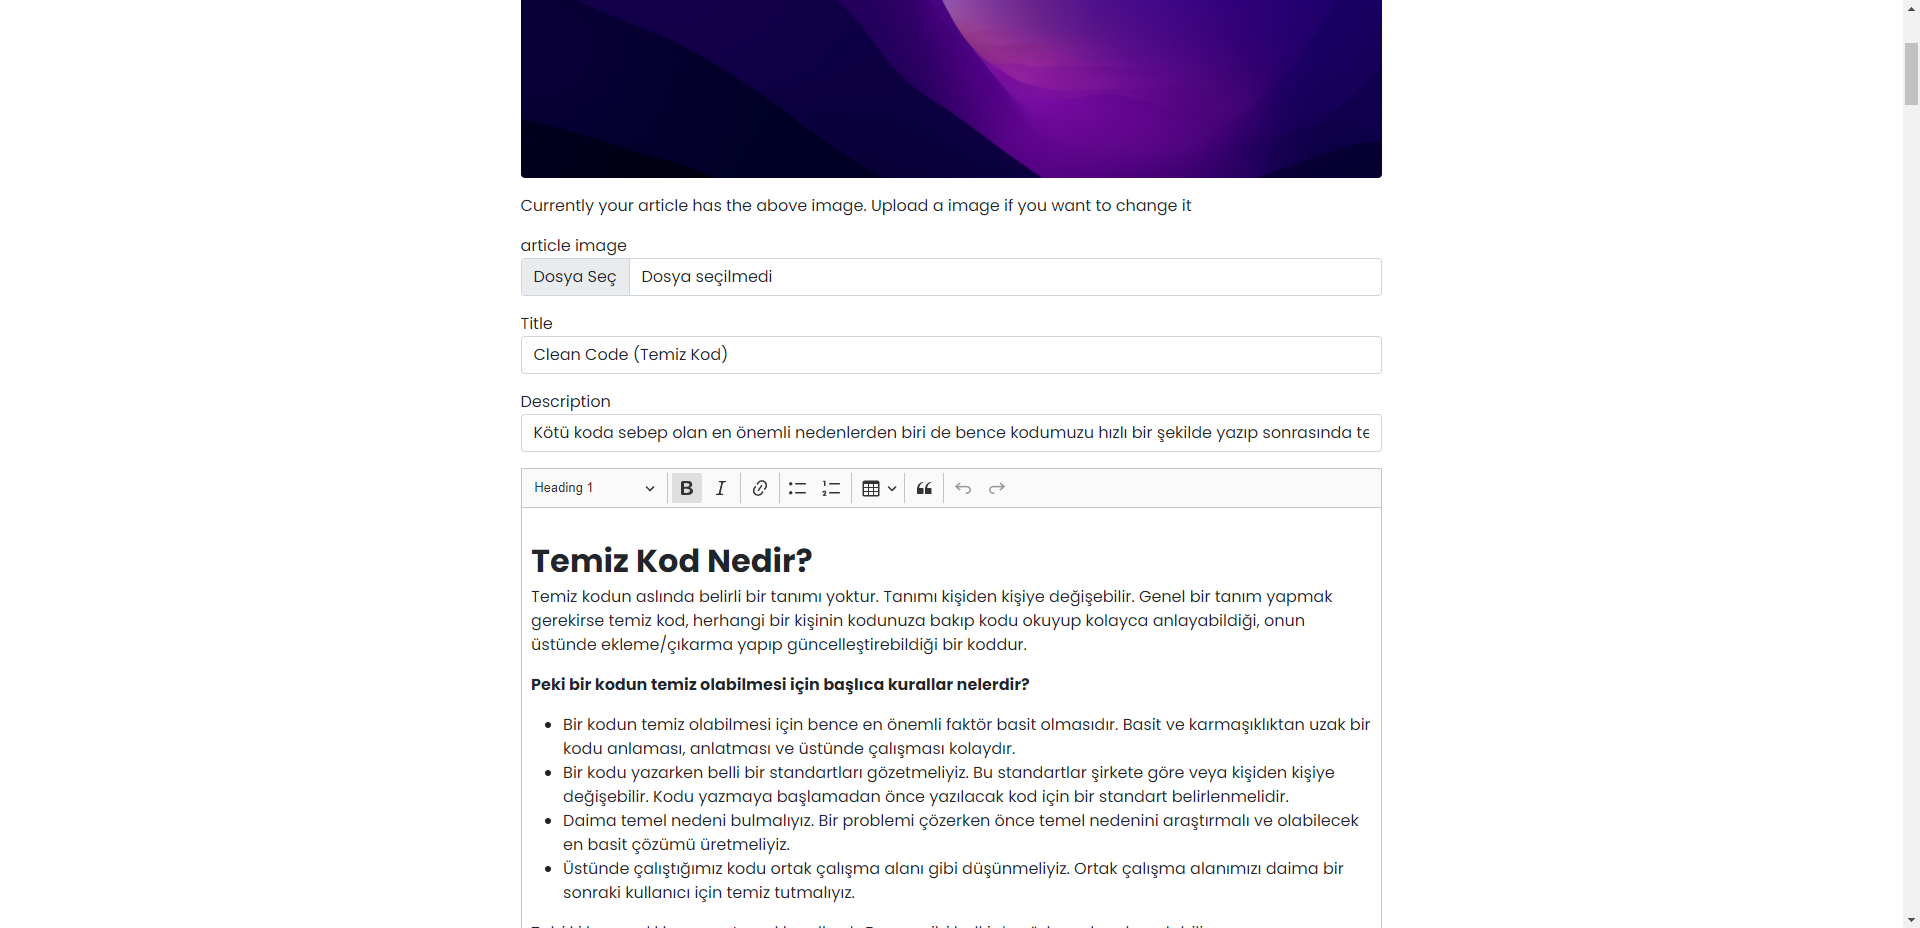 Currently your article has the above image. Upload a image if you want to change it
article image
Dosya Seç Dosya seçilmedi
Title
Clean Code (Temiz Kod)
Description
Kötü koda sebep olan en önemli nedenlerden biri de bence kodumuzu hızlı bir şekilde yazıp sonrasında te
Heading 1 B I
Temiz Kod Nedir?
Temiz kodun aslında belirli bir tanımı yoktur. Tanımı kişiden kişiye değişebilir. Genel bir tanım yapmak
gerekirse temiz kod, herhangi bir kişinin kodunuza bakıp kodu okuyup kolayca anlayabildiği, onun
üstünde ekleme/çıkarma yapıp güncelleştirebildiği bir koddur.
Peki bir kodun temiz olabilmesi için başlıca kurallar nelerdir?
Bir kodun temiz olabilmesi için bence en önemli faktör basit olmasıdır. Basit ve karmaşıklıktan uzak bir
kodu anlaması, anlatması ve üstünde çalışması kolaydır.
Bir kodu yazarken belli bir standartları gözetmeliyiz. Bu standartlar şirkete göre veya kişiden kişiye
değişebilir. Kodu yazmaya başlamadan önce yazılacak kod için bir standart belirlenmelidir.
Daima temel nedeni bulmalıyız. Bir problemi çözerken önce temel nedenini araştırmalı ve olabilecek
en basit çözümü üretmeliyiz.
Üstünde çalıştığımız kodu ortak çalışma alanı gibi düşünmeliyiz. Ortak çalışma alanımızı daima bir
sonraki kullanıcı için temiz tutmalıyız.